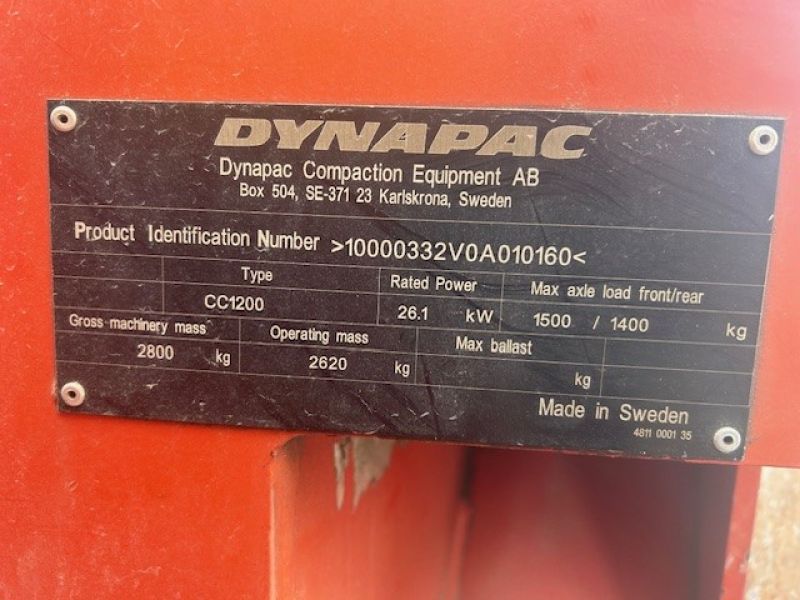 DYNAPAC
Dynapac Compaction Equipment AB
Box 504, SE-371 23 Karlskrona, Sweden
Product Identification Number >10000332V0A010160<
Type Rated Power Max axle load front/rear
CC1200 26.1 kW 1500 / 1400 kg
Gross machinery mass Operating mass Max ballast
2800 kg 2620 kg kg
Made in Sweden
4811 0001 35